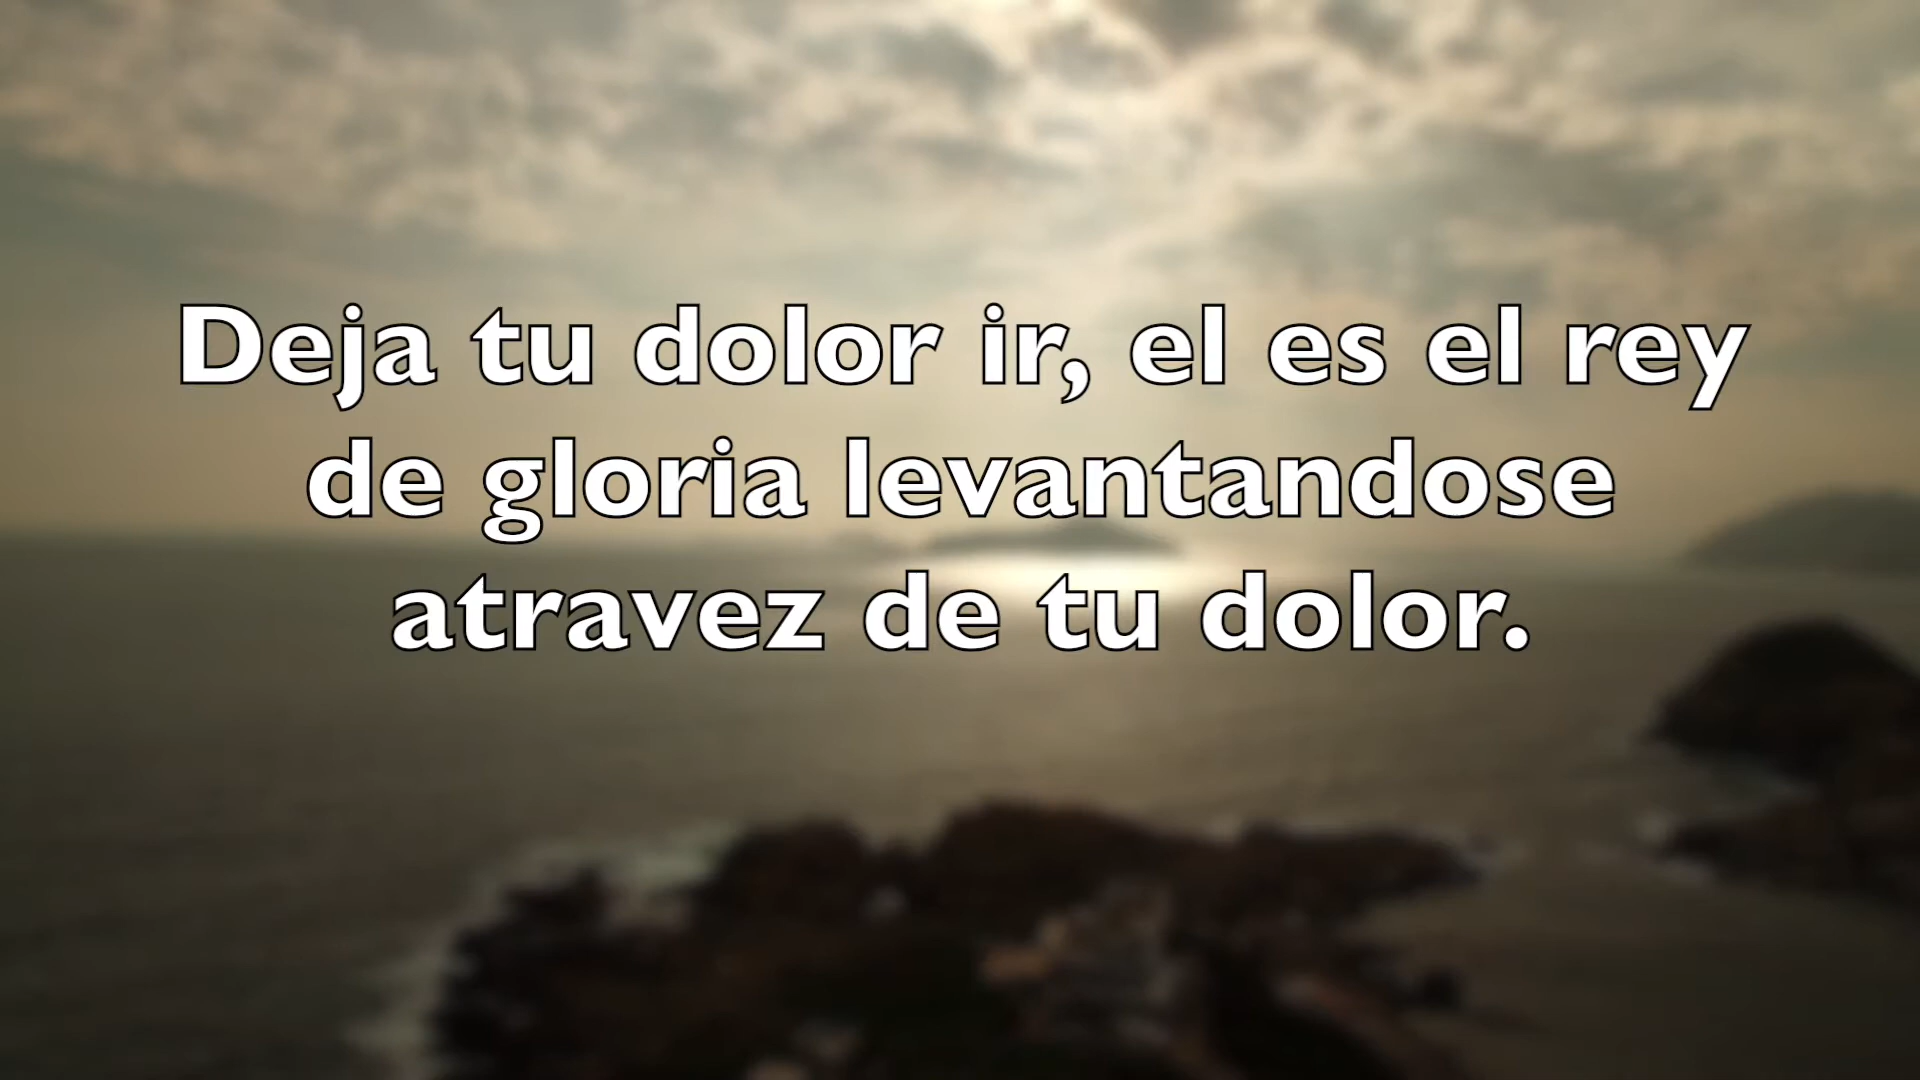 Deja tu dolor ir, el es el rey
de gloria levantandose
atravez de tu dolor.